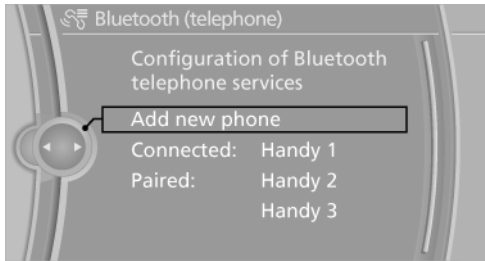 Bluetooth (telephone)
Configuration of Bluetooth
telephone services
Add new phone
Connected: Handy 1
Paired: Handy 2
Handy 3